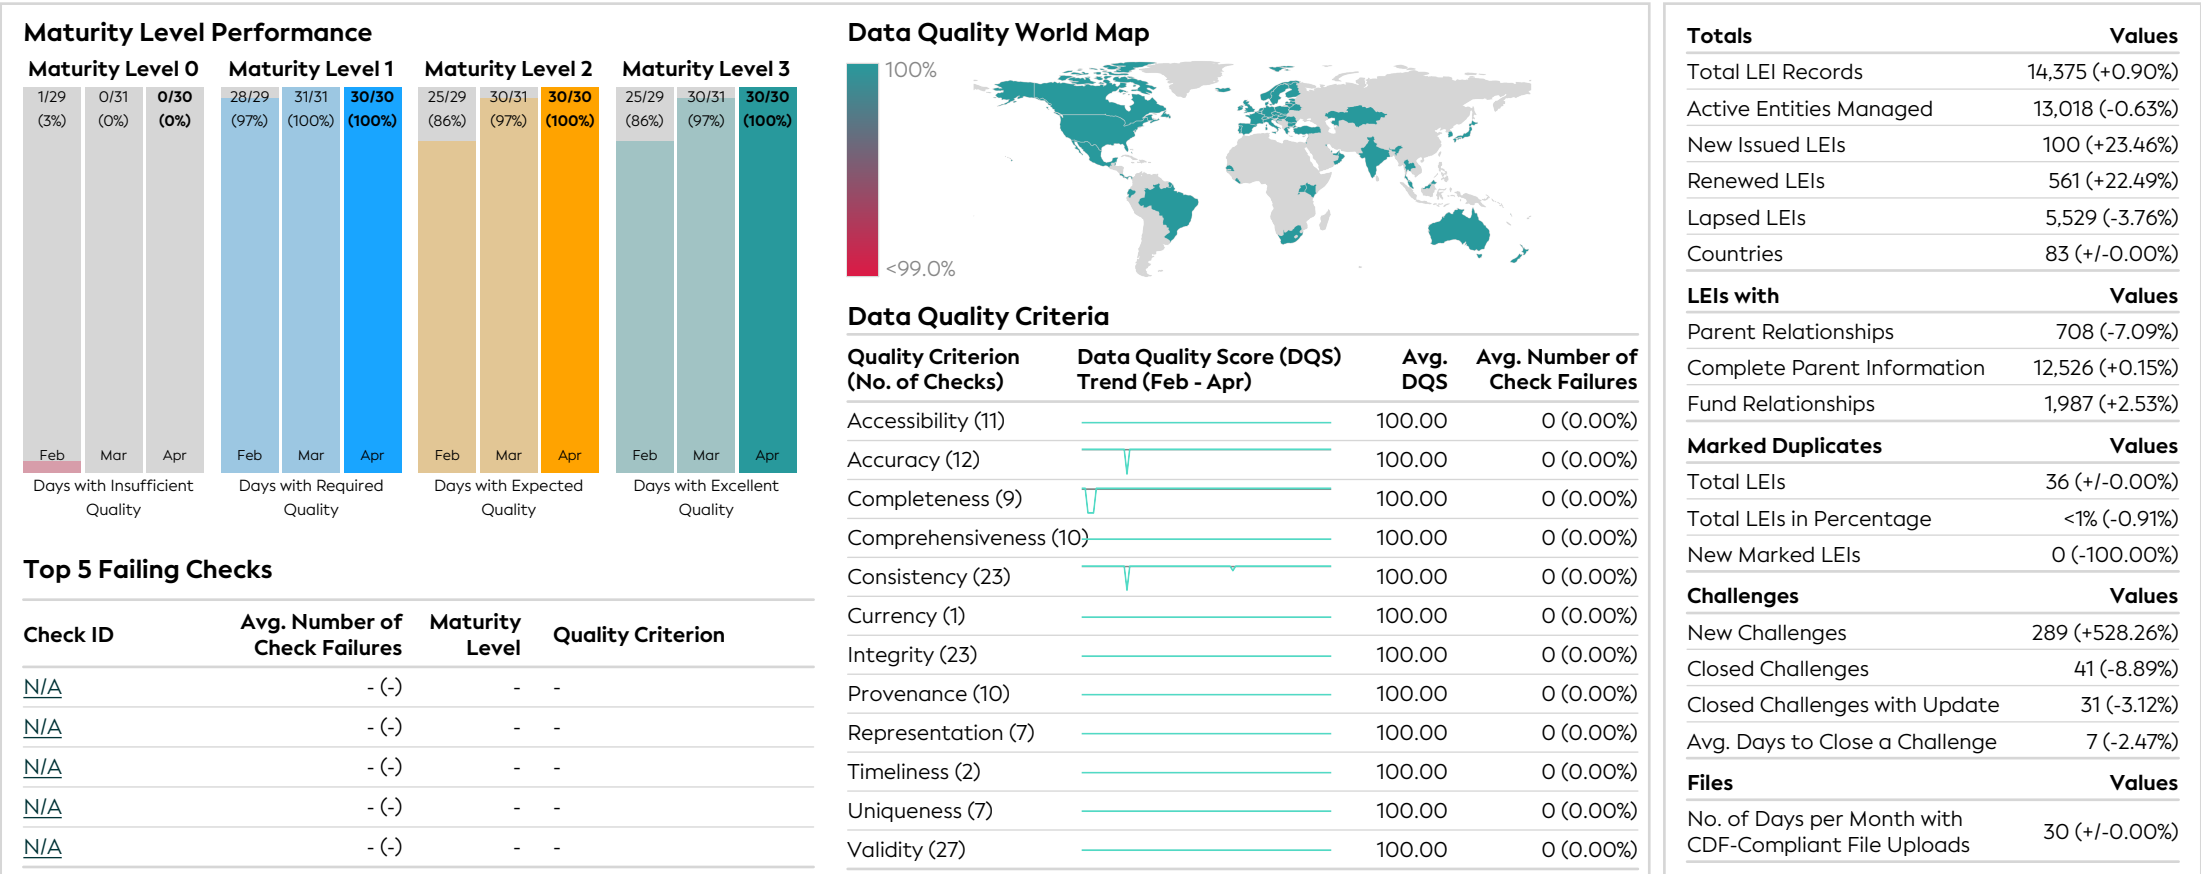 Maturity Level Performance
Maturity Level 0
1/29 0/31 0/30
(3%) (0%) (0%)
Feb Mar Apr
Days with Insufficient
Quality
Maturity Level 1
28/29 31/31 30/30
(97%) (100%) (100%)
Feb Mar Apr
Days with Required
Quality
Maturity Level 2
25/29 30/31 30/30
(86%) (97%) (100%)
Feb Mar Apr
Days with Expected
Quality
Maturity Level 3
25/29 30/31 30/30
(86%) (97%) (100%)
Feb Mar Apr
Days with Excellent
Quality
Top 5 Failing Checks
Check ID Avg. Number of Check Failures Maturity Level Quality Criterion
N/A - (-) - -
N/A - (-) - -
N/A - (-) - -
N/A - (-) - -
N/A - (-) - -
Data Quality World Map
100%
<99.0%
Data Quality Criteria
Quality Criterion (No. of Checks) Data Quality Score (DQS) Trend (Feb - Apr) Avg. DQS Avg. Number of Check Failures
Accessibility (11) 100.00 0 (0.00%)
Accuracy (12) 100.00 0 (0.00%)
Completeness (9) 100.00 0 (0.00%)
Comprehensiveness (10) 100.00 0 (0.00%)
Consistency (23) 100.00 0 (0.00%)
Currency (1) 100.00 0 (0.00%)
Integrity (23) 100.00 0 (0.00%)
Provenance (10) 100.00 0 (0.00%)
Representation (7) 100.00 0 (0.00%)
Timeliness (2) 100.00 0 (0.00%)
Uniqueness (7) 100.00 0 (0.00%)
Validity (27) 100.00 0 (0.00%)
Totals Values
Total LEI Records 14,375 (+0.90%)
Active Entities Managed 13,018 (-0.63%)
New Issued LEIs 100 (+23.46%)
Renewed LEIs 561 (+22.49%)
Lapsed LEIs 5,529 (-3.76%)
Countries 83 (+/-0.00%)
LEIs with Values
Parent Relationships 708 (-7.09%)
Complete Parent Information 12,526 (+0.15%)
Fund Relationships 1,987 (+2.53%)
Marked Duplicates Values
Total LEIs 36 (+/-0.00%)
Total LEIs in Percentage <1% (-0.91%)
New Marked LEIs 0 (-100.00%)
Challenges Values
New Challenges 289 (+528.26%)
Closed Challenges 41 (-8.89%)
Closed Challenges with Update 31 (-3.12%)
Avg. Days to Close a Challenge 7 (-2.47%)
Files Values
No. of Days per Month with
CDF-Compliant File Uploads 30 (+/-0.00%)